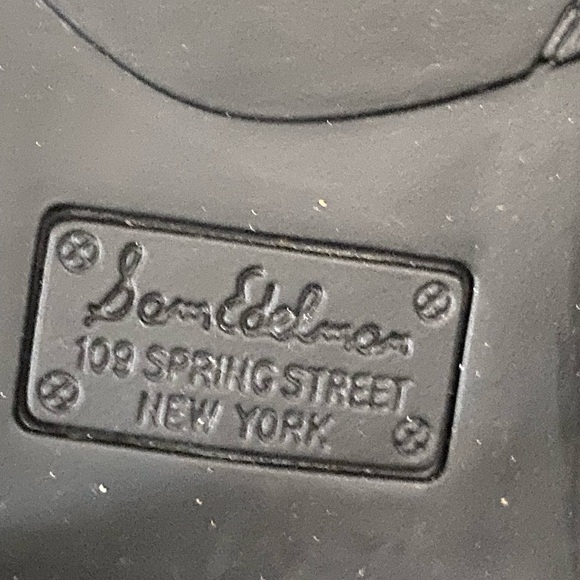 Sam Edelman
109 SPRING STREET
NEW YORK